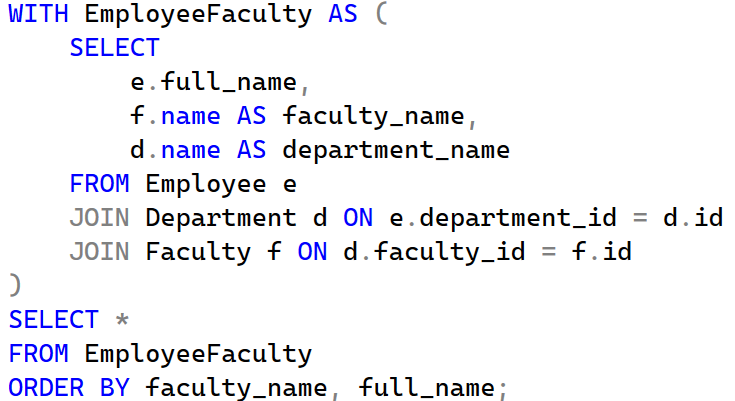 WITH EmployeeFaculty AS (
    SELECT
        e.full_name,
        f.name AS faculty_name,
        d.name AS department_name
    FROM Employee e
    JOIN Department d ON e.department_id = d.id
    JOIN Faculty f ON d.faculty_id = f.id
)
SELECT *
FROM EmployeeFaculty
ORDER BY faculty_name, full_name;